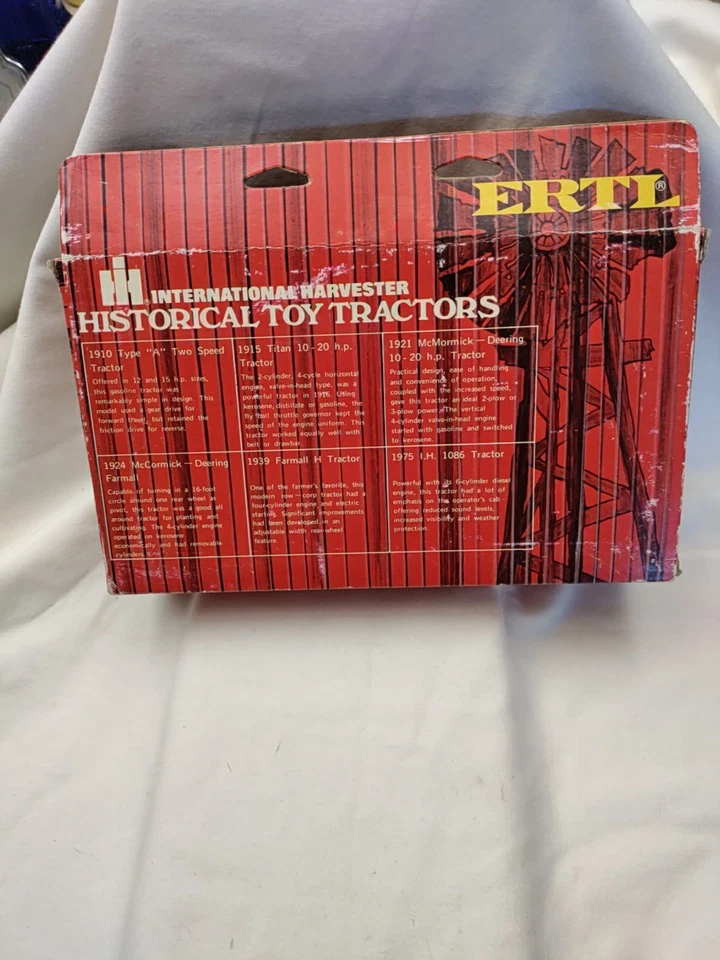 ERTL®
IH® INTERNATIONAL HARVESTER
HISTORICAL TOY TRACTORS
1910 Type "A" Two Speed
Tractor
Offered in 12 and 15 h.p. sizes,
this gasoline tractor was
remarkably simple in design. This
model used a gear drive for
forward travel, but retained the
friction drive for reverse.
1915 Titan 10-20 h.p.
Tractor
The 2-cylinder, 4-cycle horizontal
engine, valve-in-head type, was a
powerful tractor in 1915. Using
kerosene, distillate or gasoline, the
fly ball throttle governor kept the
speed of the engine uniform. This
tractor worked equally well with
belt or drawbar.
1921 McMormick — Deering
10-20 h.p. Tractor
Practical design, ease of handling
and convenience of operation,
coupled with the increased speed,
gave this tractor an ideal 2-plow or
3-plow power. The vertical
4-cylinder valve-in-head engine
started with gasoline and switched
to kerosene.
1924 McCormick — Deering
Farmall
Capable of turning in a 16-foot
circle around one rear wheel as
pivot, this tractor was a good all
around tractor for planting and
cultivating. The 4-cylinder engine
operated on kerosene
economically and had removable
cylinders.
1939 Farmall H Tractor
One of the farmer's favorite, this
modern row-corp tractor had a
four-cylinder engine and electric
starting. Significant improvements
had been developed in an
adjustable width rear wheel
feature.
1975 I.H. 1086 Tractor
Powerful with its 6-cylinder diesel
engine, this tractor had a lot of
emphasis on the operator's cab
offering reduced sound levels,
increased visibility and weather
protection.